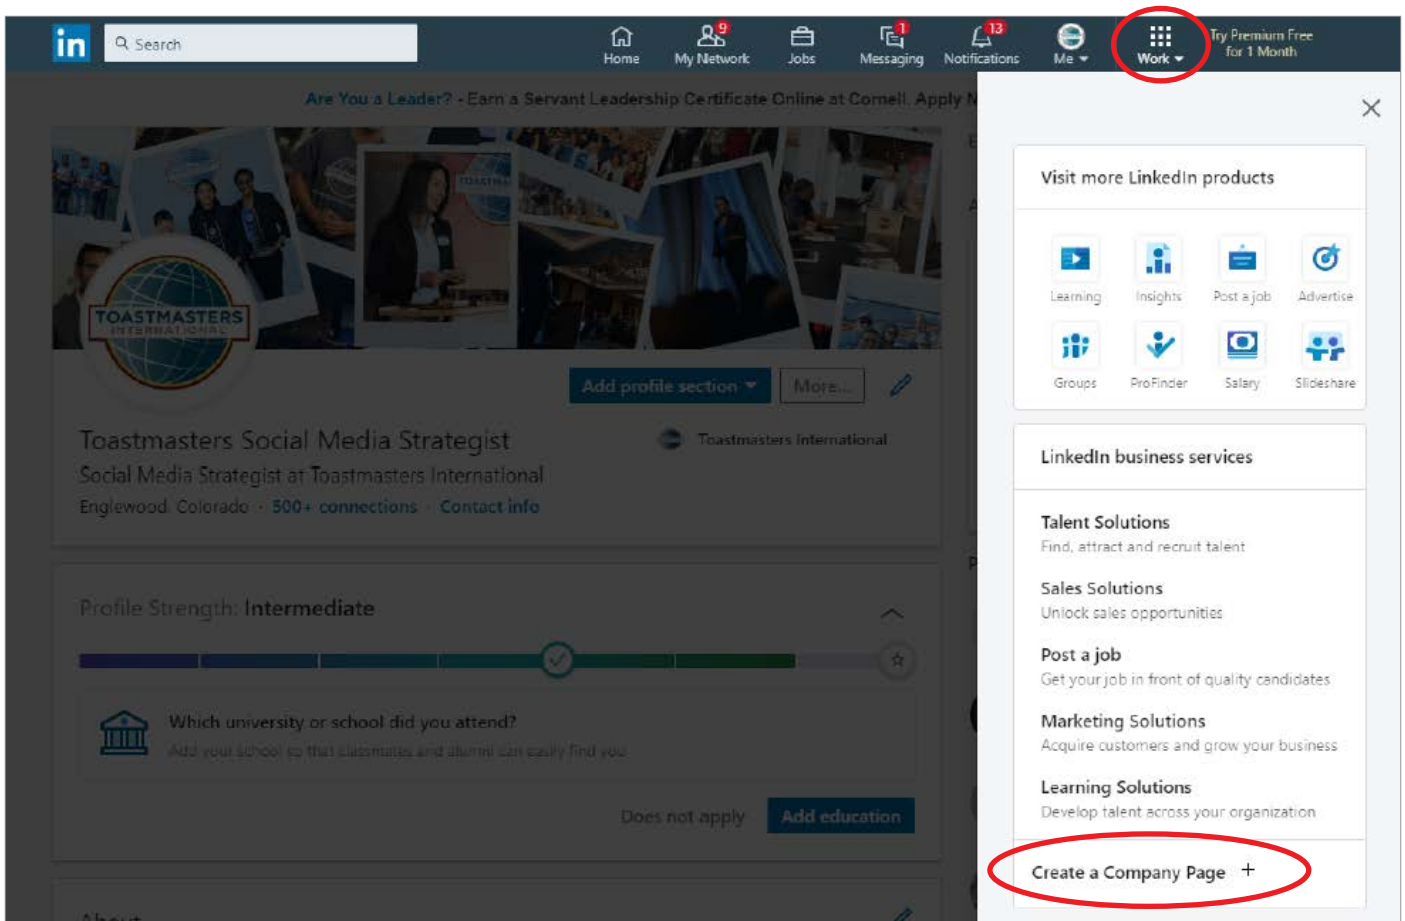 in
Search
Home
9
My Network
Jobs
1
Messaging
13
Notifications
Me
Work
Try Premium Free
for 1 Month
Are You a Leader? - Earn a Servant Leadership Certificate Online at Cornell. Apply N
TOASTMASTERS
INTERNATIONAL
Add profile section
More...
Toastmasters Social Media Strategist
Toastmasters International
Social Media Strategist at Toastmasters International
Englewood, Colorado · 500+ connections · Contact info
Profile Strength: Intermediate
Which university or school did you attend?
Add your school so that classmates and alumni can easily find you
Does not apply
Add education
About
Visit more LinkedIn products
Learning
Insights
Post a job
Advertise
Groups
ProFinder
Salary
Slideshare
LinkedIn business services
Talent Solutions
Find, attract and recruit talent
Sales Solutions
Unlock sales opportunities
Post a job
Get your job in front of quality candidates
Marketing Solutions
Acquire customers and grow your business
Learning Solutions
Develop talent across your organization
Create a Company Page +